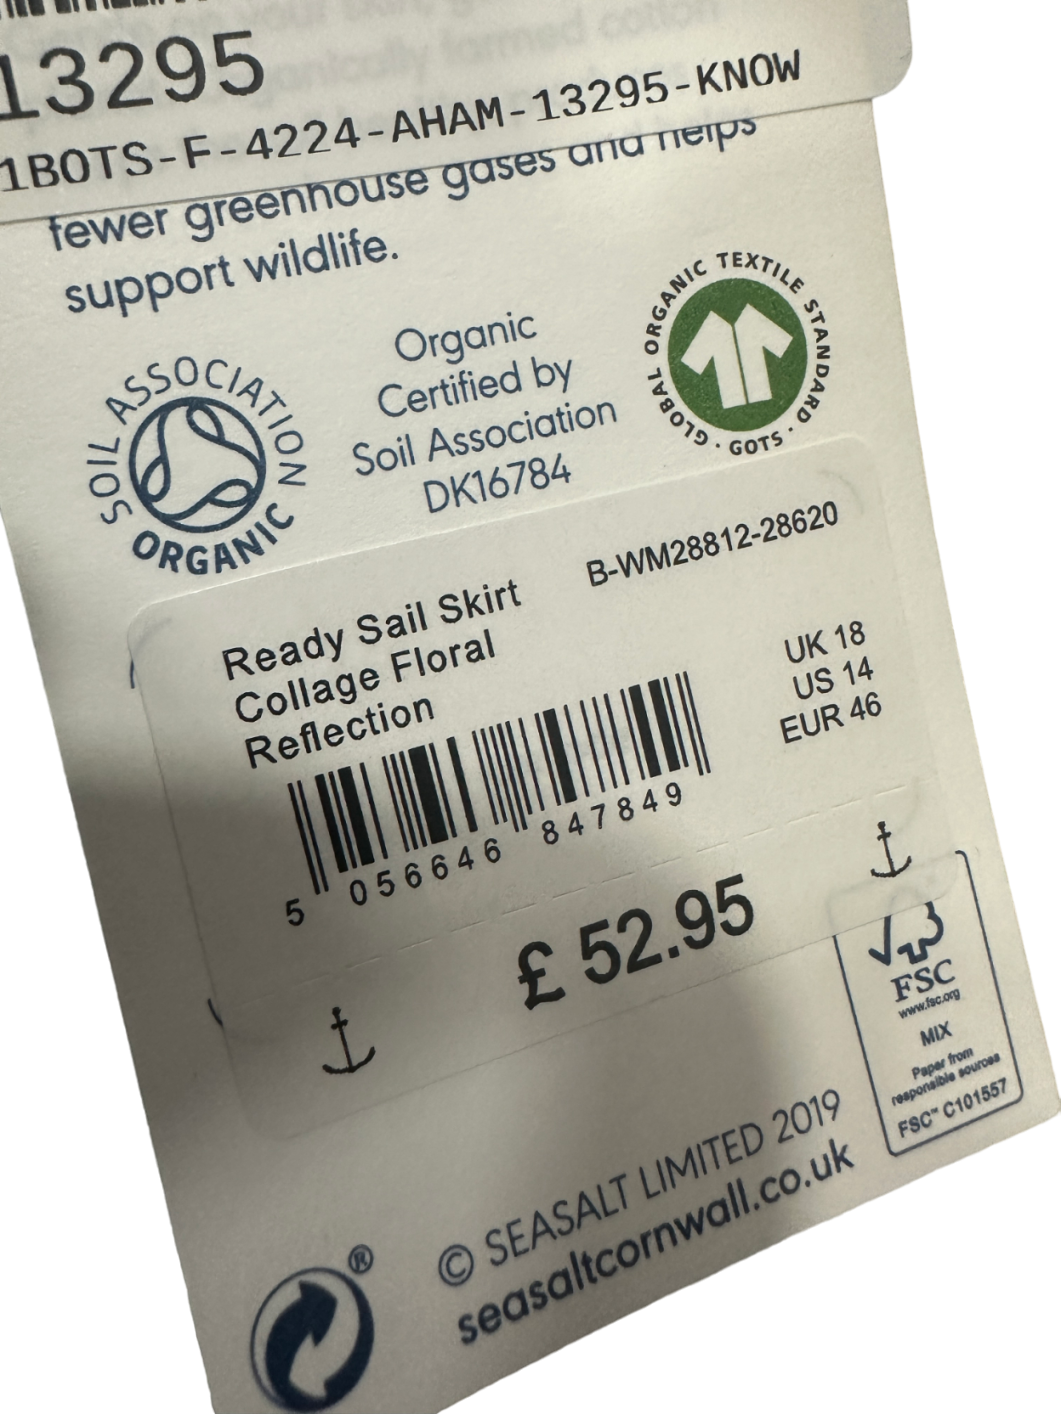 13295
1BOTS-F-4224-AHAM-13295-KNOW
fewer greenhouse gases and helps
support wildlife.
SOIL ASSOCIATION
ORGANIC
Organic
Certified by
Soil Association
DK16784
GLOBAL ORGANIC TEXTILE STANDARD · GOTS ·
Ready Sail Skirt
Collage Floral
Reflection
B-WM28812-28620
UK 18
US 14
EUR 46
5 056646 847849
£ 52.95
FSC
www.fsc.org
MIX
Paper from
responsible sources
FSC™ C101557
© SEASALT LIMITED 2019
seasaltcornwall.co.uk
®